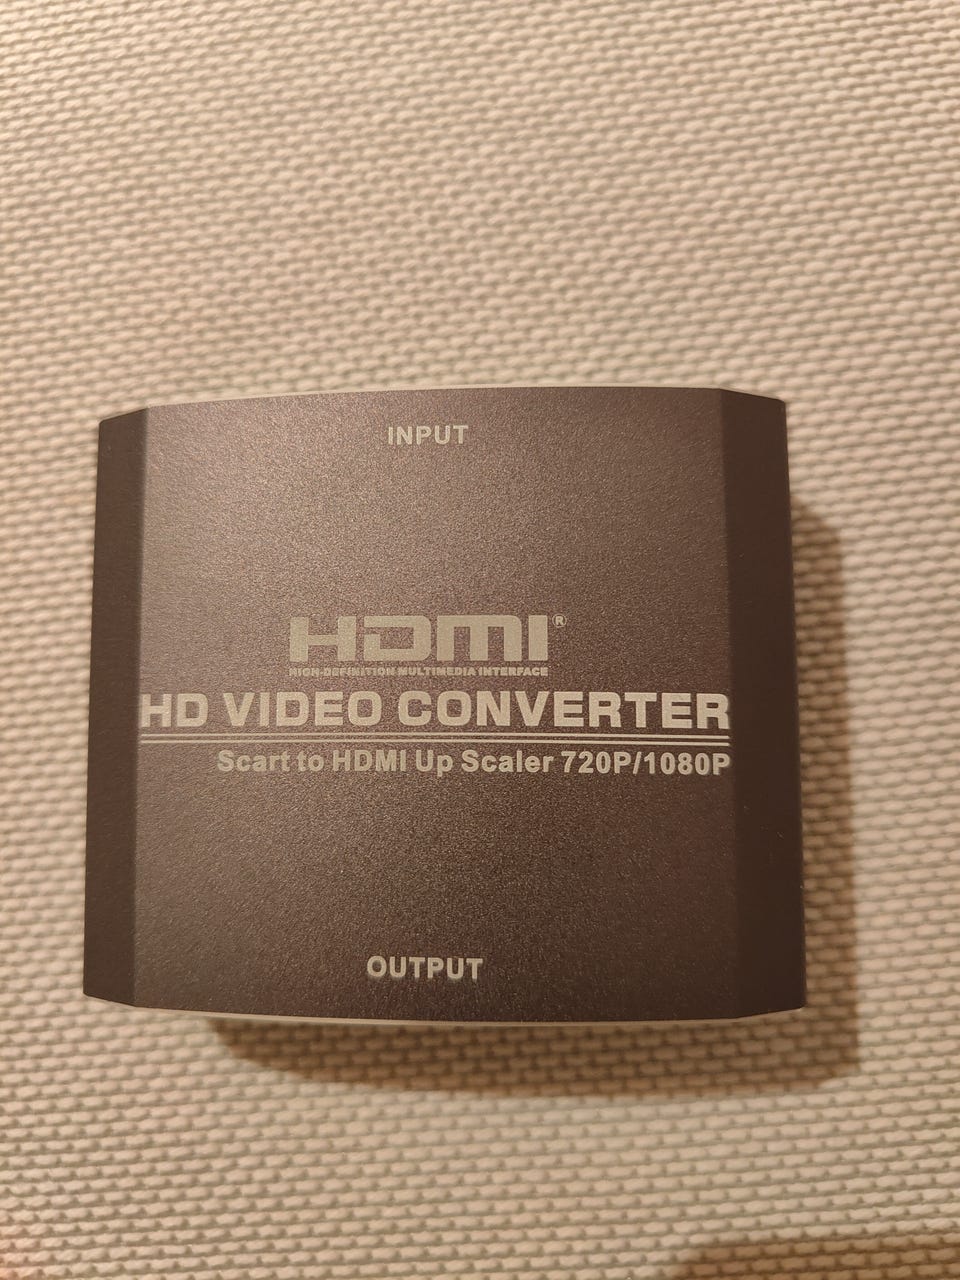 INPUT
HDMI®
HIGH-DEFINITION MULTIMEDIA INTERFACE
HD VIDEO CONVERTER
Scart to HDMI Up Scaler 720P/1080P
OUTPUT